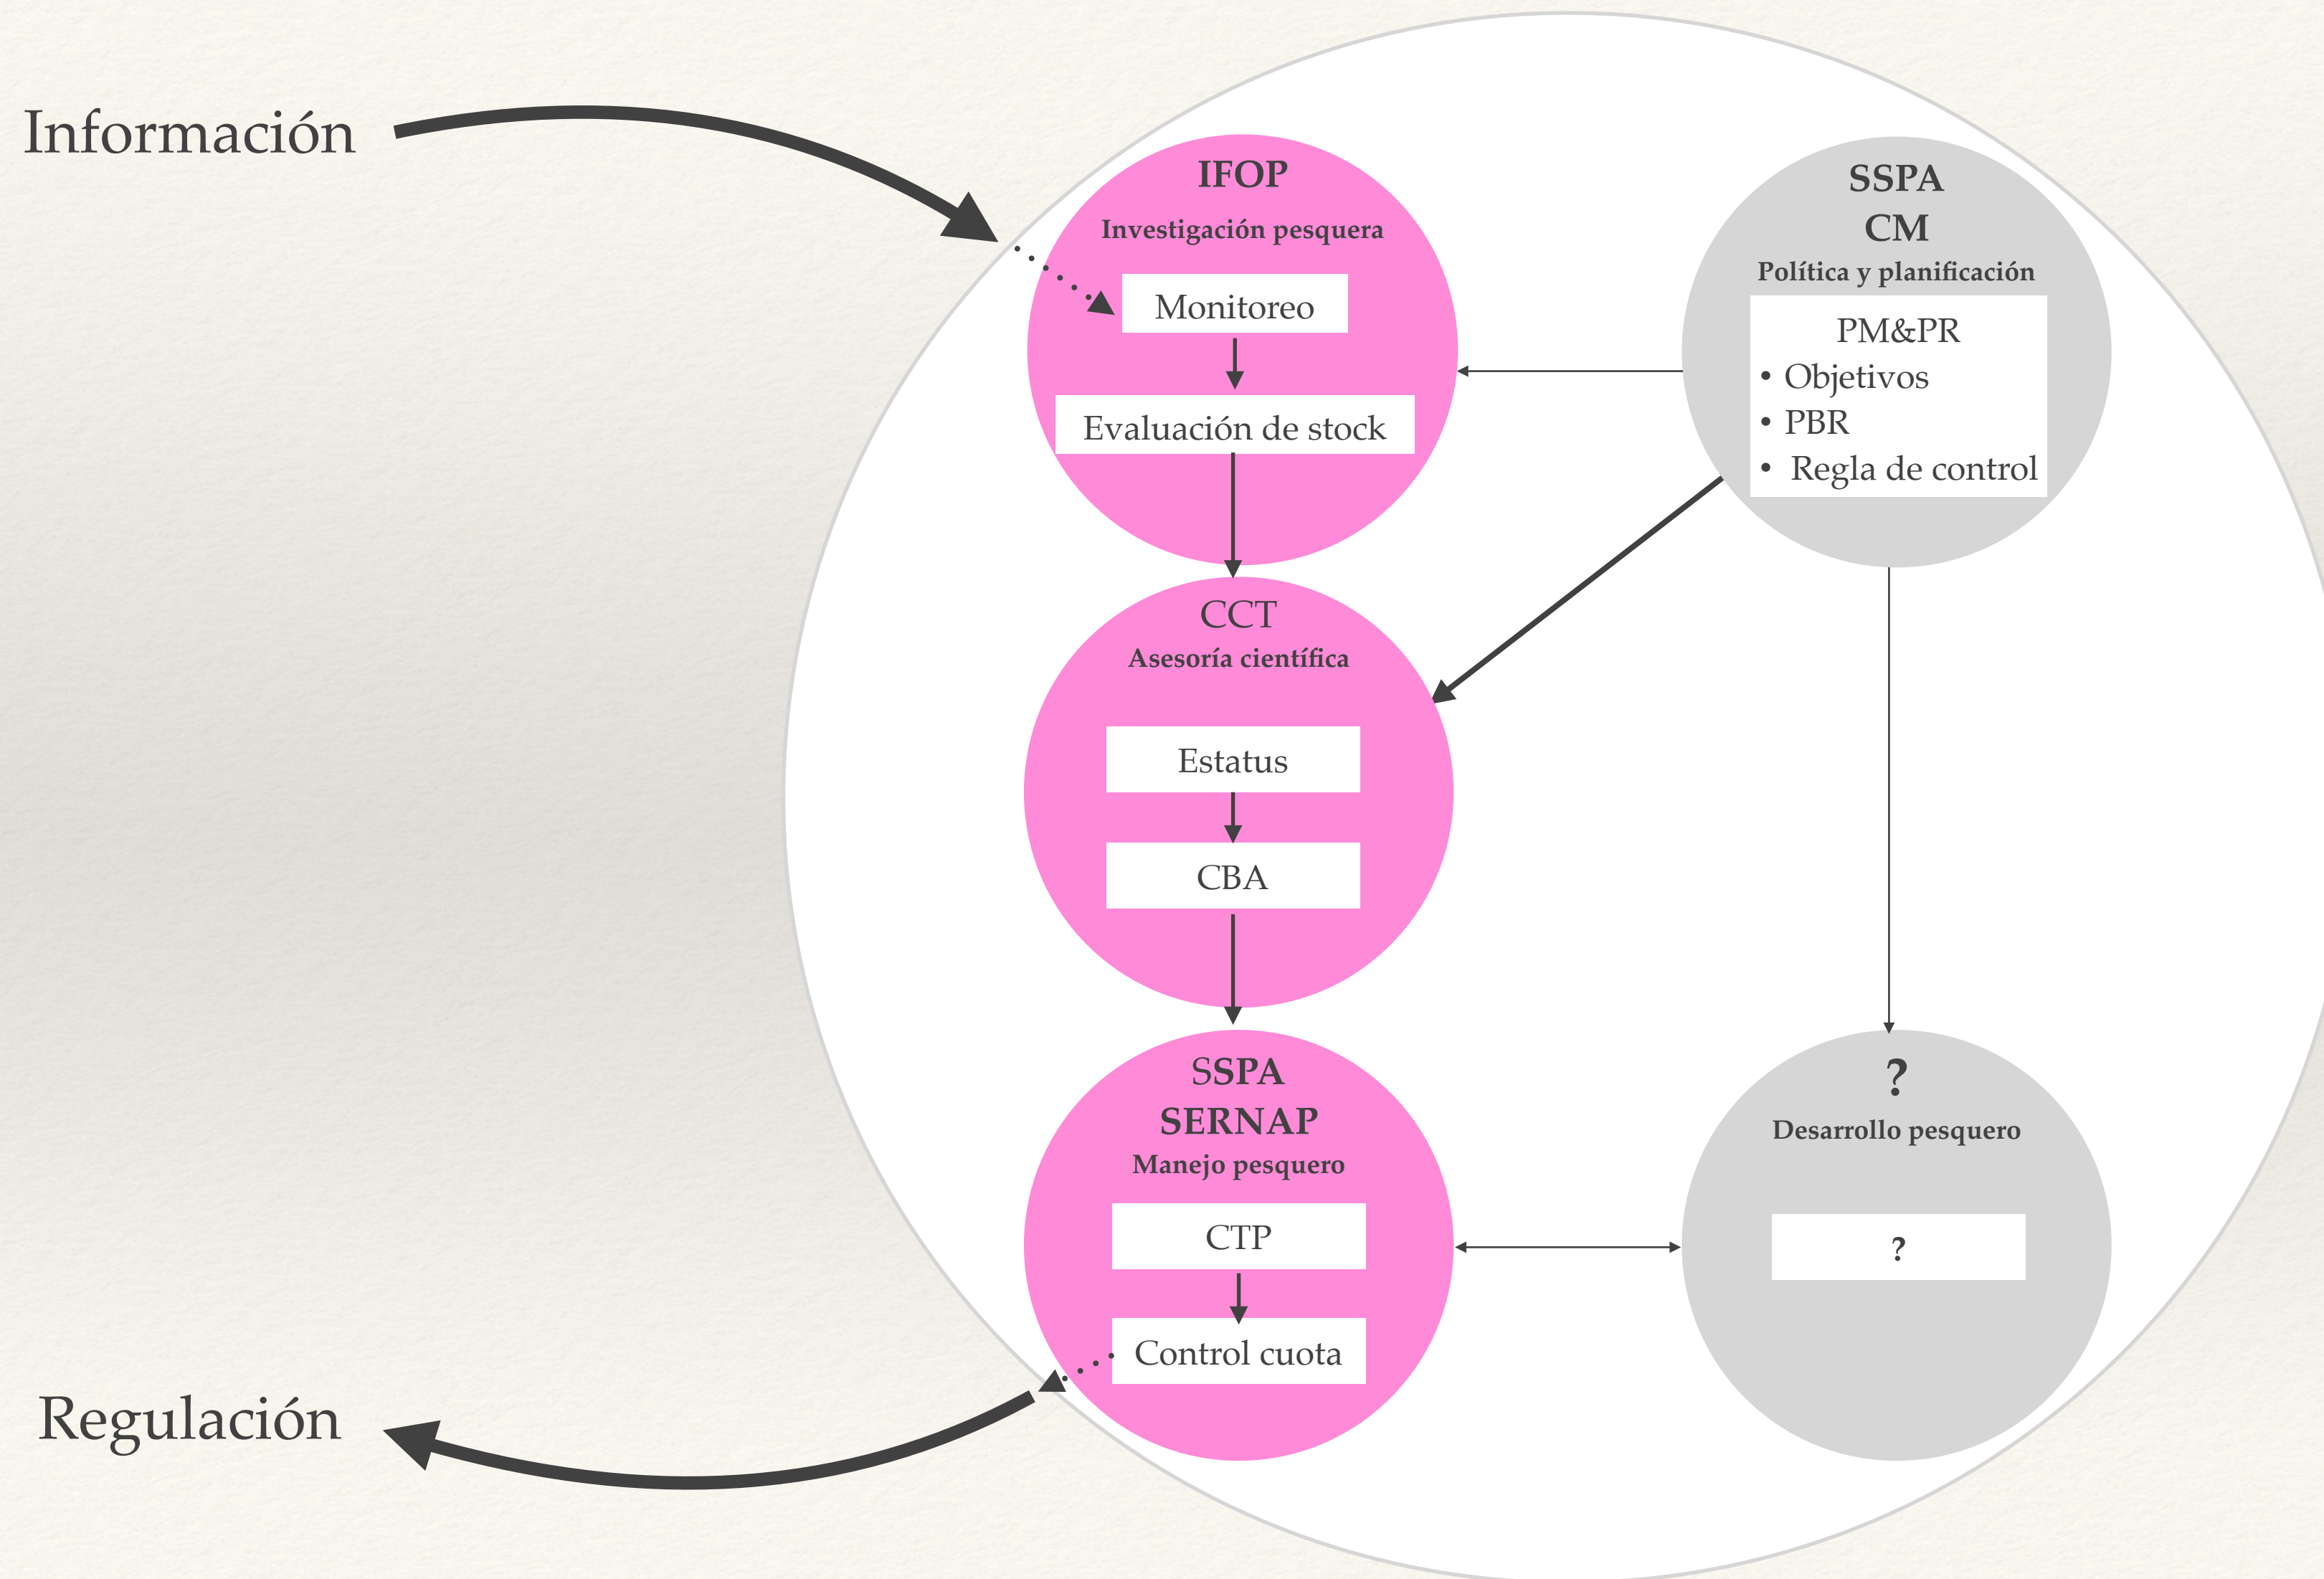 Información
IFOP
Investigación pesquera
Monitoreo
Evaluación de stock
SSPA
CM
Política y planificación
PM&PR
• Objetivos
• PBR
• Regla de control
CCT
Asesoría científica
Estatus
CBA
SSPA
SERNAP
Manejo pesquero
CTP
Control cuota
?
Desarrollo pesquero
?
Regulación